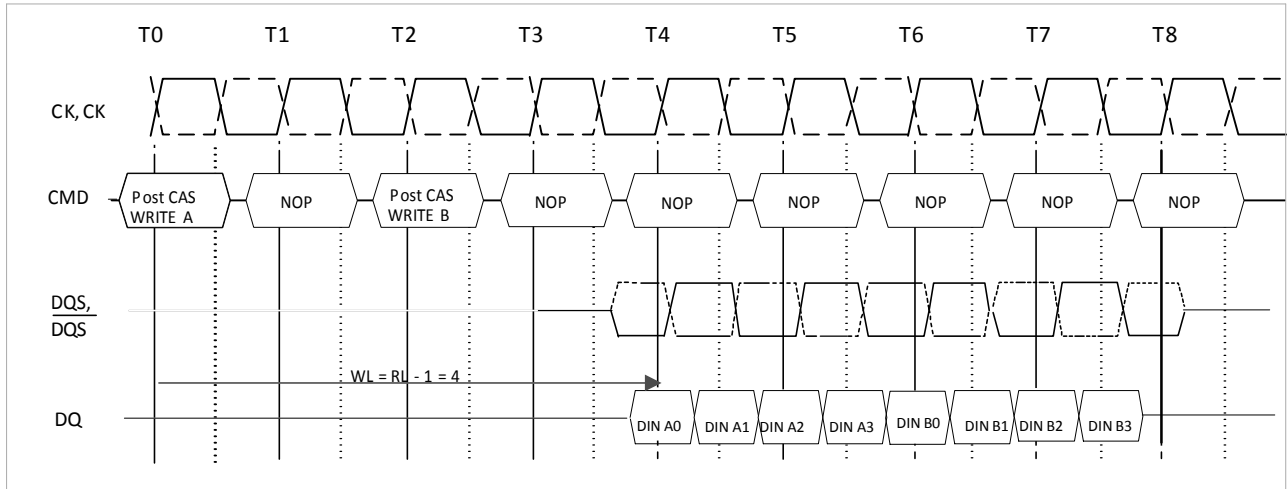 T0 T1 T2 T3 T4 T5 T6 T7 T8
CK, CK
CMD
Post CAS
WRITE A
NOP
Post CAS
WRITE B
NOP
NOP
NOP
NOP
NOP
NOP
DQS,
DQS
WL = RL - 1 = 4
DQ
DIN A0 DIN A1 DIN A2 DIN A3 DIN B0 DIN B1 DIN B2 DIN B3